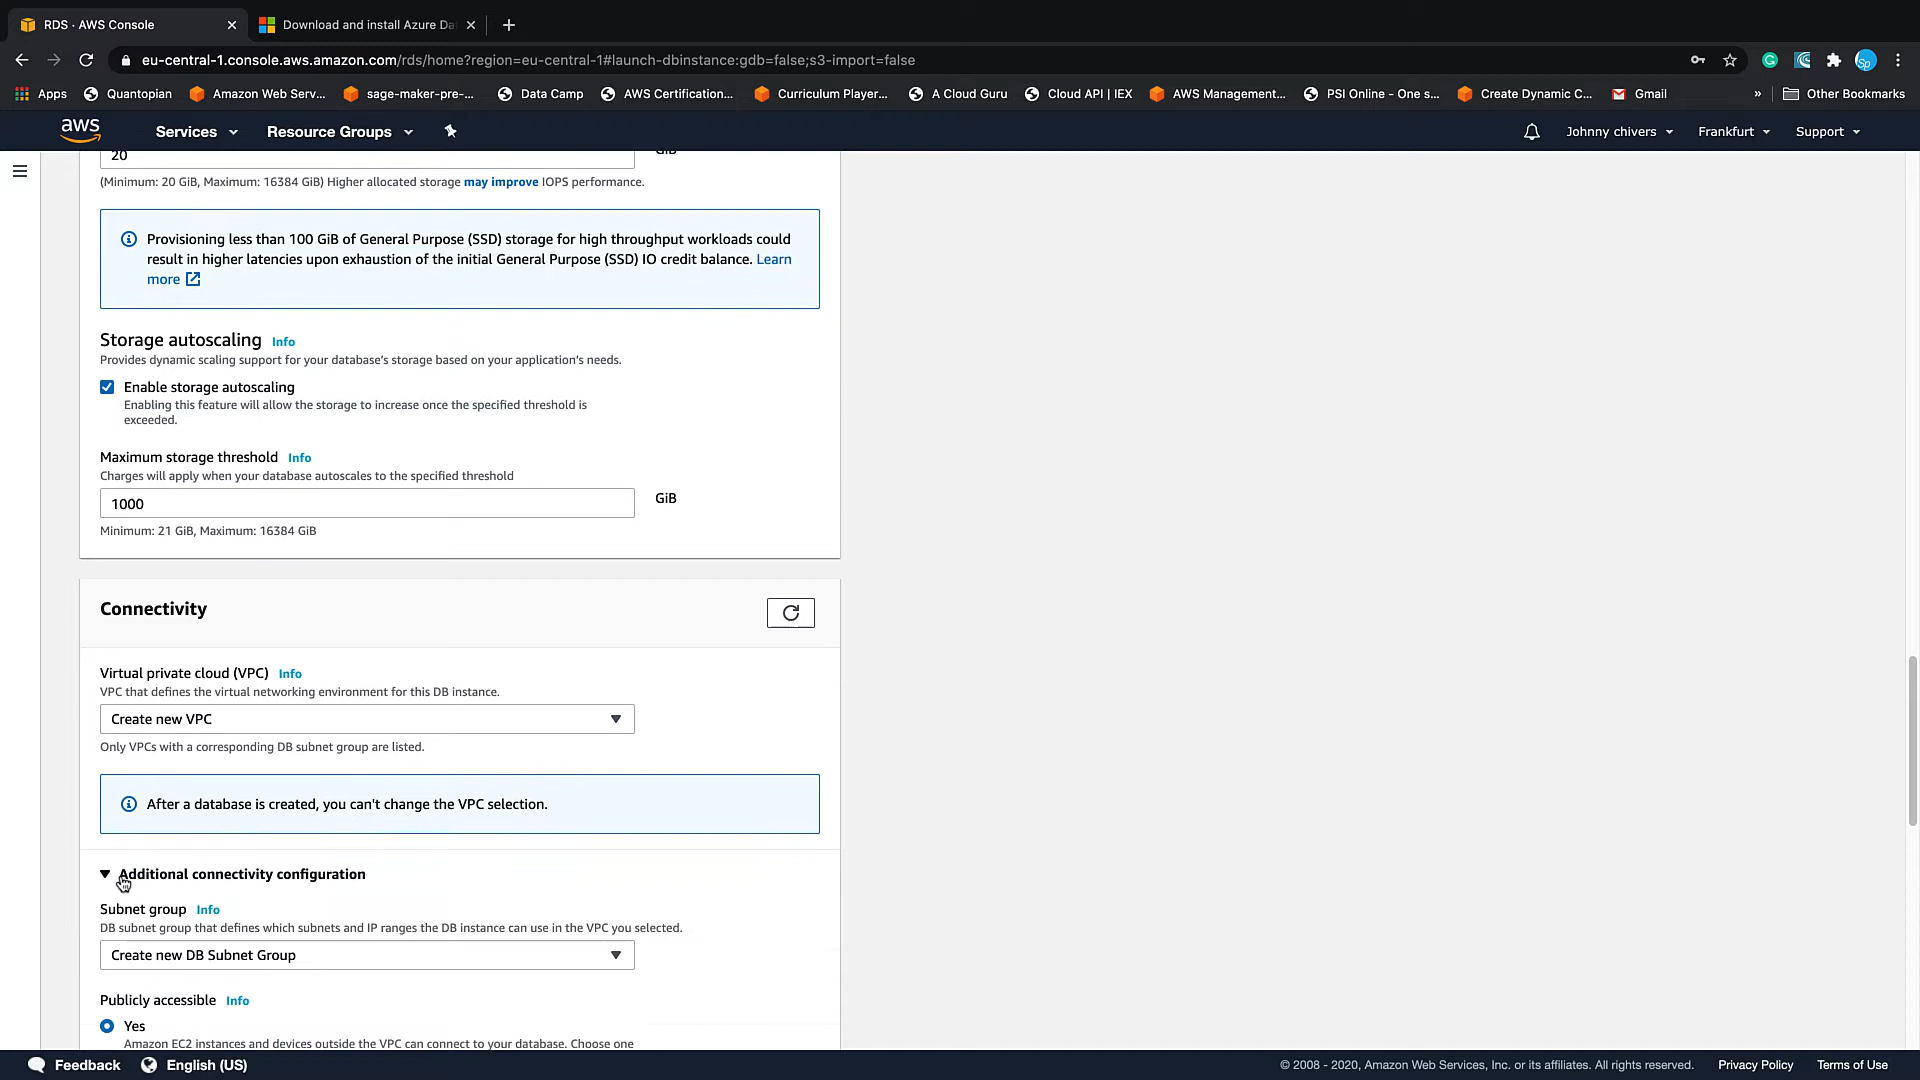 RDS · AWS Console
Download and install Azure Da
eu-central-1.console.aws.amazon.com/rds/home?region=eu-central-1#launch-dbinstance:gdb=false;s3-import=false
Apps
Quantopian
Amazon Web Serv...
sage-maker-pre-...
Data Camp
AWS Certification...
Curriculum Player...
A Cloud Guru
Cloud API | IEX
AWS Management...
PSI Online - One s...
Create Dynamic C...
Gmail
»
Other Bookmarks
aws
Services
Resource Groups
Johnny chivers
Frankfurt
Support
20
GiB
(Minimum: 20 GiB, Maximum: 16384 GiB) Higher allocated storage may improve IOPS performance.
Provisioning less than 100 GiB of General Purpose (SSD) storage for high throughput workloads could
result in higher latencies upon exhaustion of the initial General Purpose (SSD) IO credit balance. Learn
more
Storage autoscaling Info
Provides dynamic scaling support for your database's storage based on your application's needs.
Enable storage autoscaling
Enabling this feature will allow the storage to increase once the specified threshold is
exceeded.
Maximum storage threshold Info
Charges will apply when your database autoscales to the specified threshold
1000
GiB
Minimum: 21 GiB, Maximum: 16384 GiB
Connectivity
Virtual private cloud (VPC) Info
VPC that defines the virtual networking environment for this DB instance.
Create new VPC
Only VPCs with a corresponding DB subnet group are listed.
After a database is created, you can't change the VPC selection.
Additional connectivity configuration
Subnet group Info
DB subnet group that defines which subnets and IP ranges the DB instance can use in the VPC you selected.
Create new DB Subnet Group
Publicly accessible Info
Yes
Amazon EC2 instances and devices outside the VPC can connect to your database. Choose one
Feedback
English (US)
© 2008 - 2020, Amazon Web Services, Inc. or its affiliates. All rights reserved.
Privacy Policy
Terms of Use